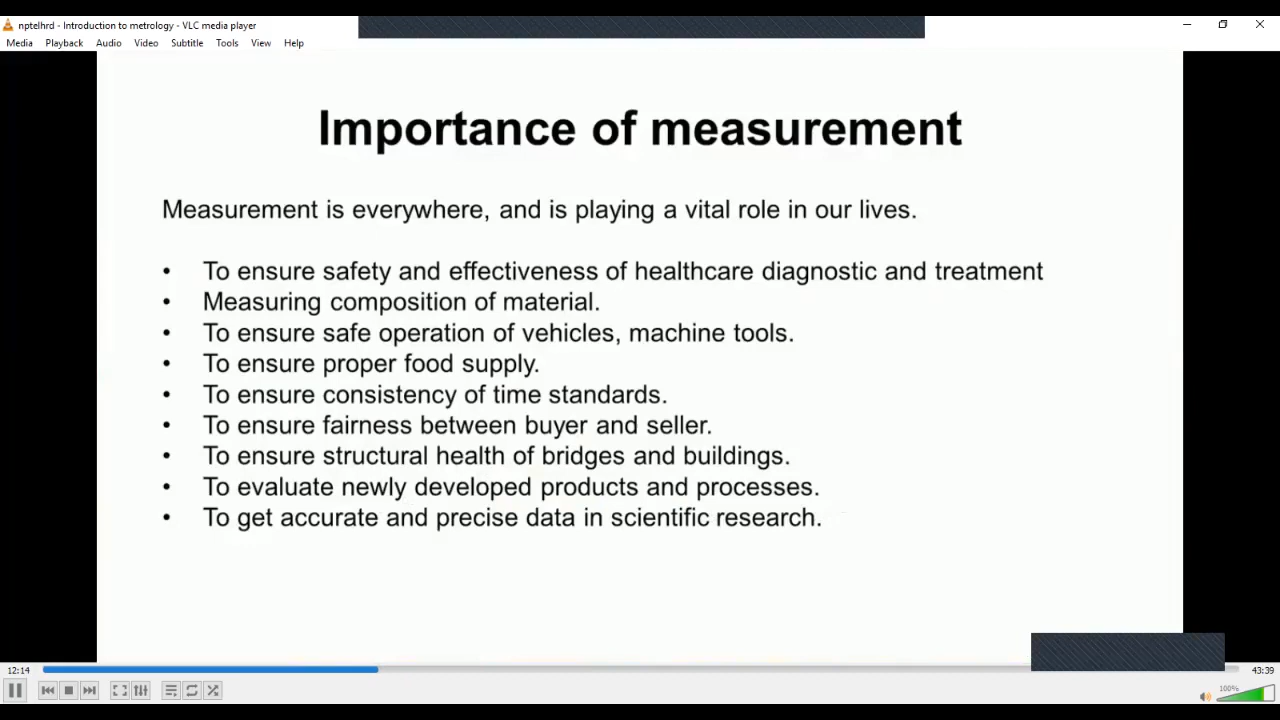 nptelhrd - Introduction to metrology - VLC media player
Media Playback Audio Video Subtitle Tools View Help
Importance of measurement
Measurement is everywhere, and is playing a vital role in our lives.
• To ensure safety and effectiveness of healthcare diagnostic and treatment
• Measuring composition of material.
• To ensure safe operation of vehicles, machine tools.
• To ensure proper food supply.
• To ensure consistency of time standards.
• To ensure fairness between buyer and seller.
• To ensure structural health of bridges and buildings.
• To evaluate newly developed products and processes.
• To get accurate and precise data in scientific research.
12:14 43:39
100%